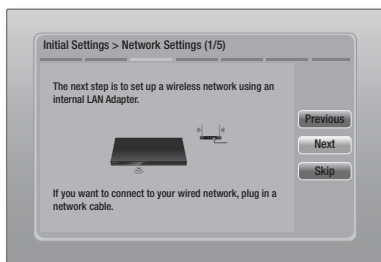 Initial Settings > Network Settings (1/5)
The next step is to set up a wireless network using an
internal LAN Adapter.
If you want to connect to your wired network, plug in a
network cable.
Previous
Next
Skip